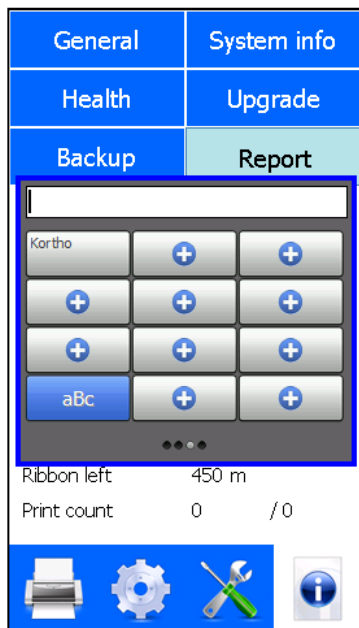 General System info
Health Upgrade
Backup Report
Kortho
aBc
Ribbon left 450 m
Print count 0 / 0